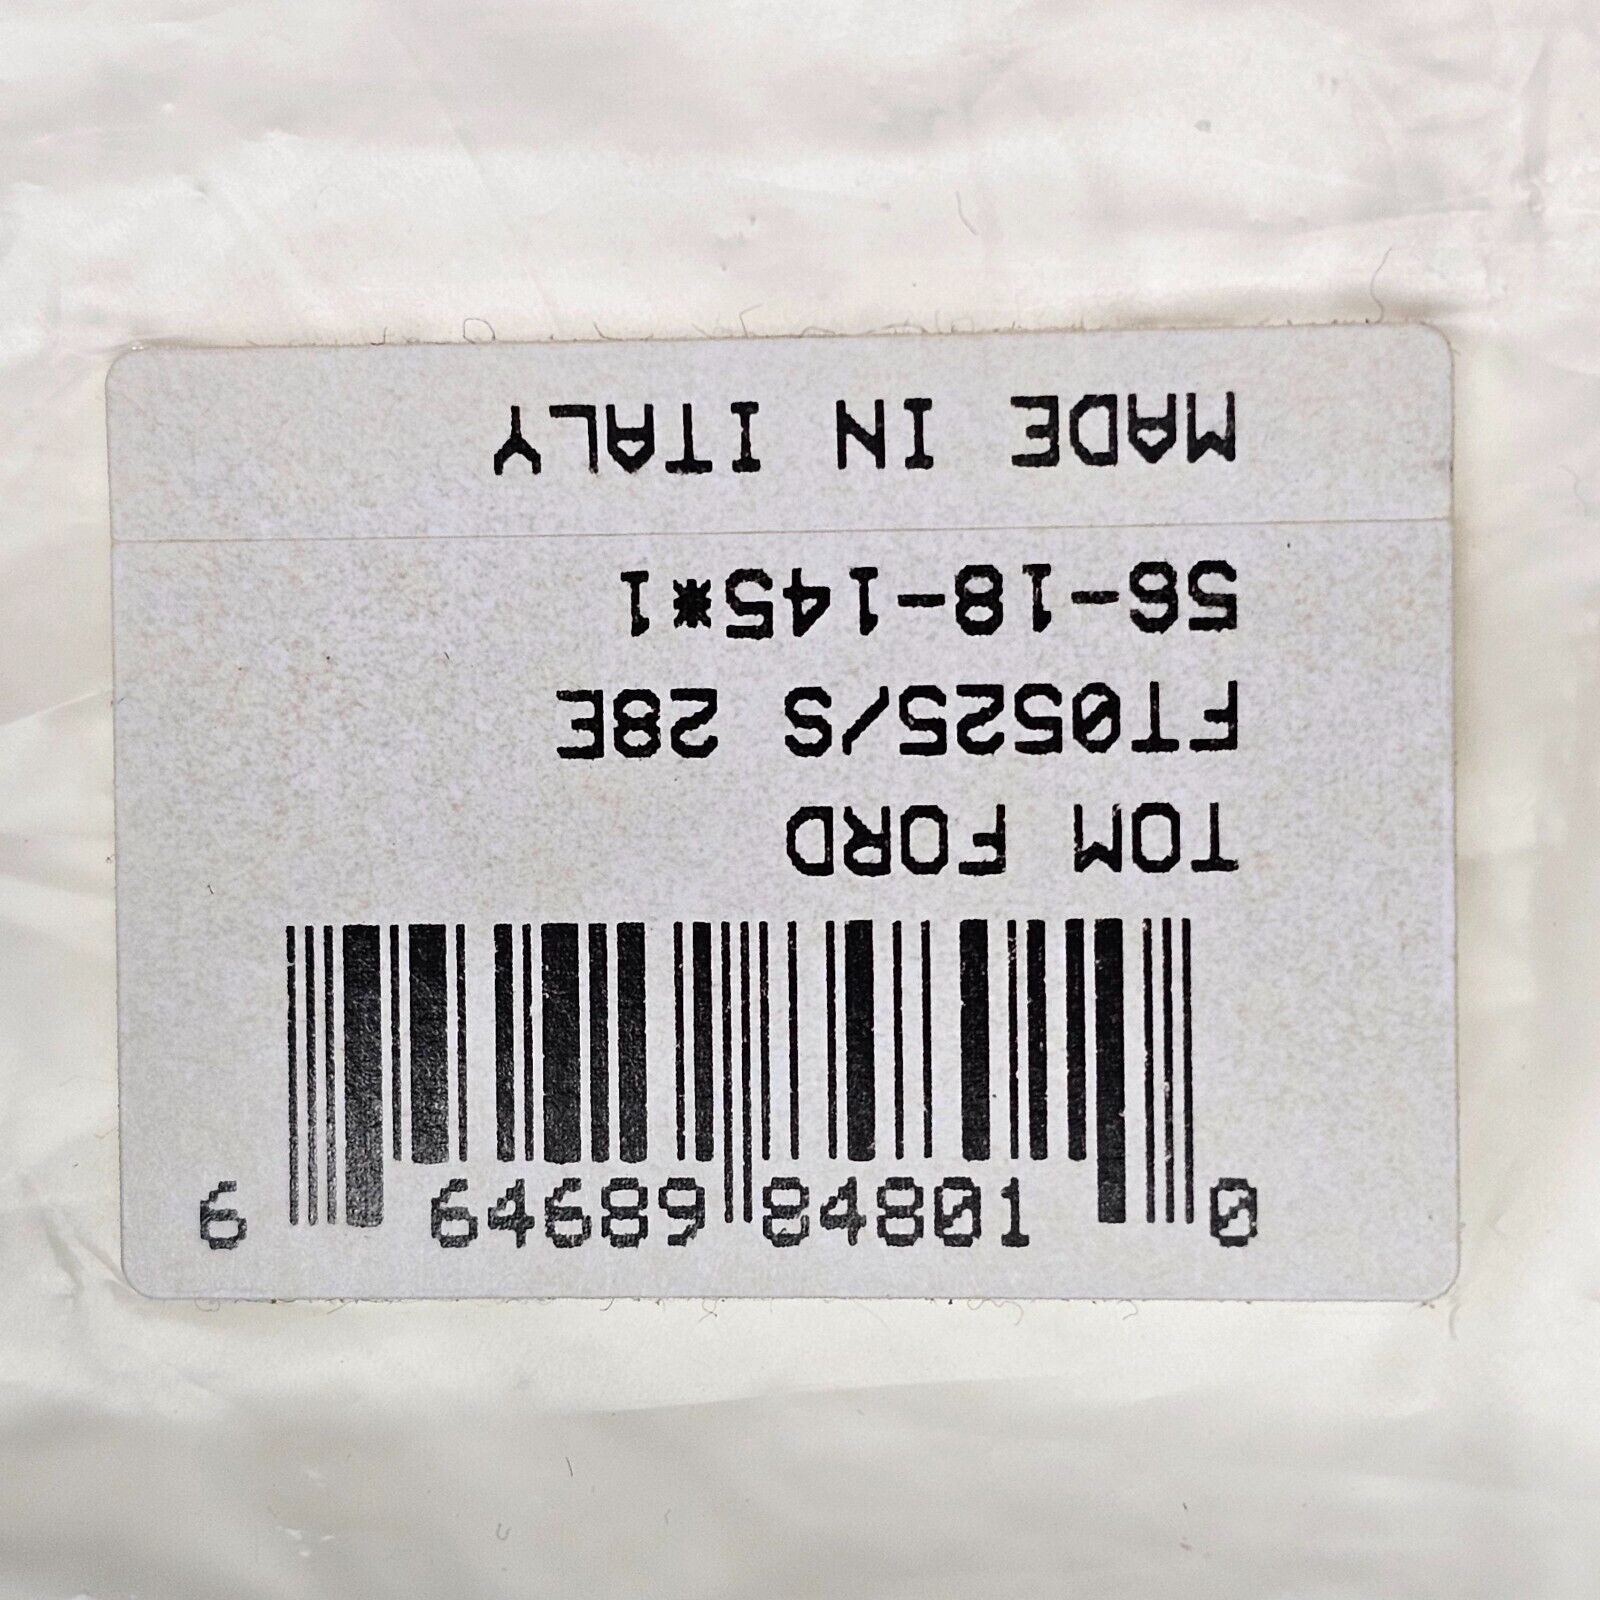 6 64689 84801 0
TOM FORD
FT0525/S 28E
56-18-145*1
MADE IN ITALY